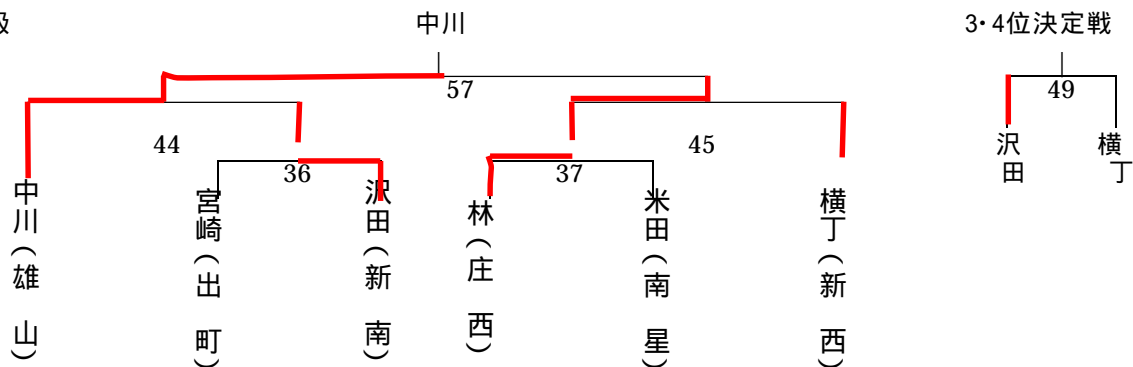 級
中川
3・4位決定戦
57
49
44
45
36
37
沢田
横丁
中川(雄 山)
宮崎(出 町)
沢田(新 南)
林(庄 西)
米田(南 星)
横丁(新 西)